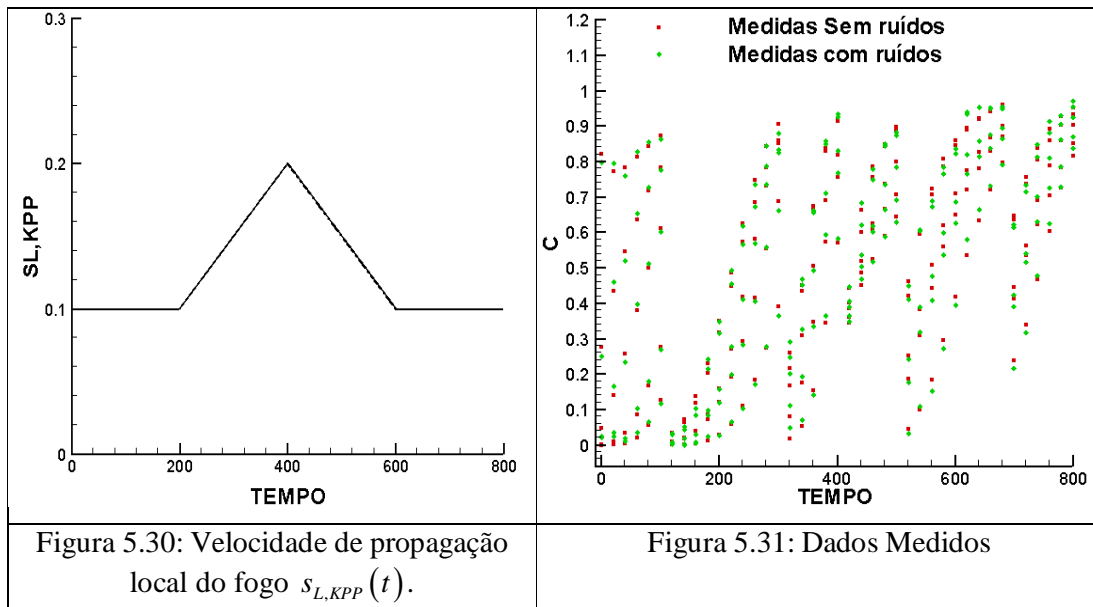 0.3
0.2
0.1
0
SL,KPP
0 200 400 600 800
TEMPO
Figura 5.30: Velocidade de propagação
local do fogo s_{L,KPP}(t).
Medidas Sem ruídos
Medidas com ruídos
1.2
1.1
1
0.9
0.8
0.7
0.6
0.5
0.4
0.3
0.2
0.1
0
C
0 200 400 600 800
TEMPO
Figura 5.31: Dados Medidos